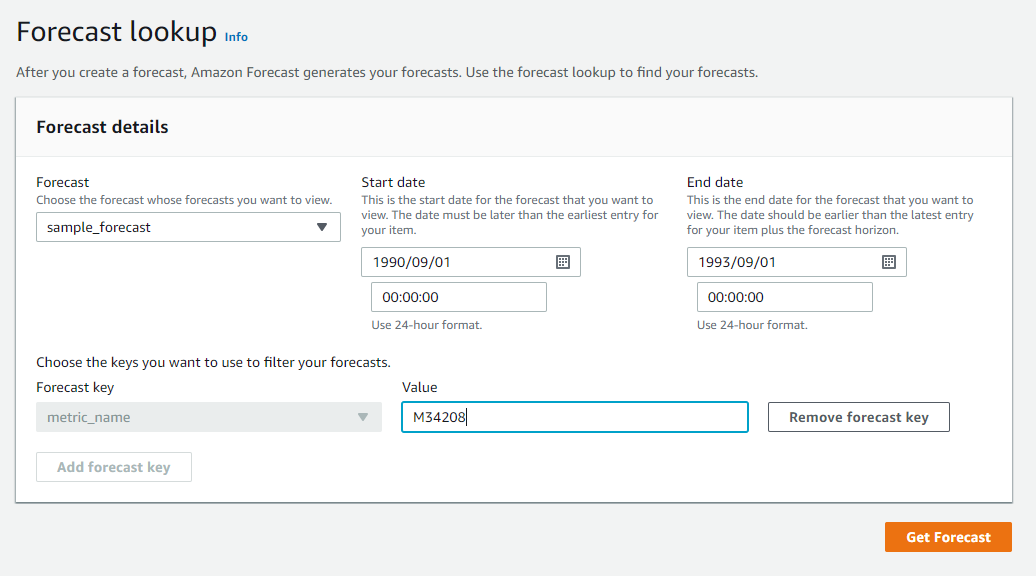 Forecast lookup Info
After you create a forecast, Amazon Forecast generates your forecasts. Use the forecast lookup to find your forecasts.
Forecast details
Forecast
Choose the forecast whose forecasts you want to view.
sample_forecast
Start date
This is the start date for the forecast that you want to
view. The date must be later than the earliest entry for
your item.
1990/09/01
00:00:00
Use 24-hour format.
End date
This is the end date for the forecast that you want to
view. The date should be earlier than the latest entry
for your item plus the forecast horizon.
1993/09/01
00:00:00
Use 24-hour format.
Choose the keys you want to use to filter your forecasts.
Forecast key
metric_name
Value
M34208
Remove forecast key
Add forecast key
Get Forecast